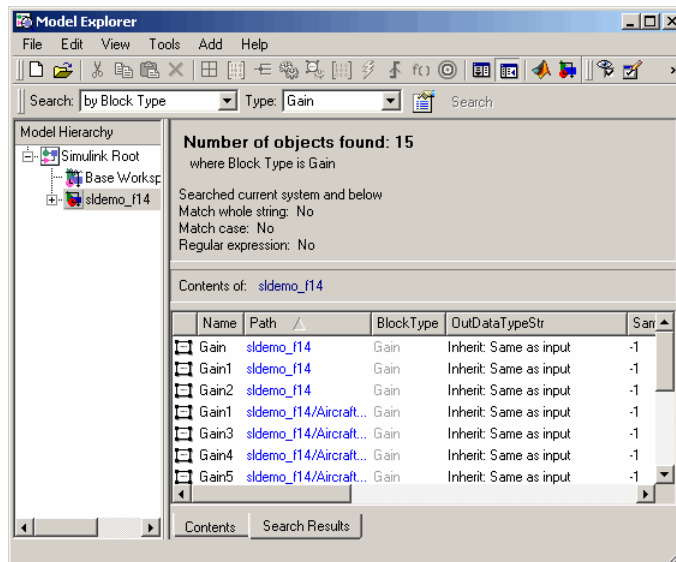 Model Explorer
File Edit View Tools Add Help
Search: by Block Type Type: Gain Search
Model Hierarchy
Simulink Root
Base Worksp
sldemo_f14
Number of objects found: 15
where Block Type is Gain
Searched current system and below
Match whole string: No
Match case: No
Regular expression: No
Contents of: sldemo_f14
Name Path BlockType OutDataTypeStr Sam
Gain sldemo_f14 Gain Inherit: Same as input -1
Gain1 sldemo_f14 Gain Inherit: Same as input -1
Gain2 sldemo_f14 Gain Inherit: Same as input -1
Gain1 sldemo_f14/Aircraft... Gain Inherit: Same as input -1
Gain3 sldemo_f14/Aircraft... Gain Inherit: Same as input -1
Gain4 sldemo_f14/Aircraft... Gain Inherit: Same as input -1
Gain5 sldemo_f14/Aircraft... Gain Inherit: Same as input -1
Contents Search Results